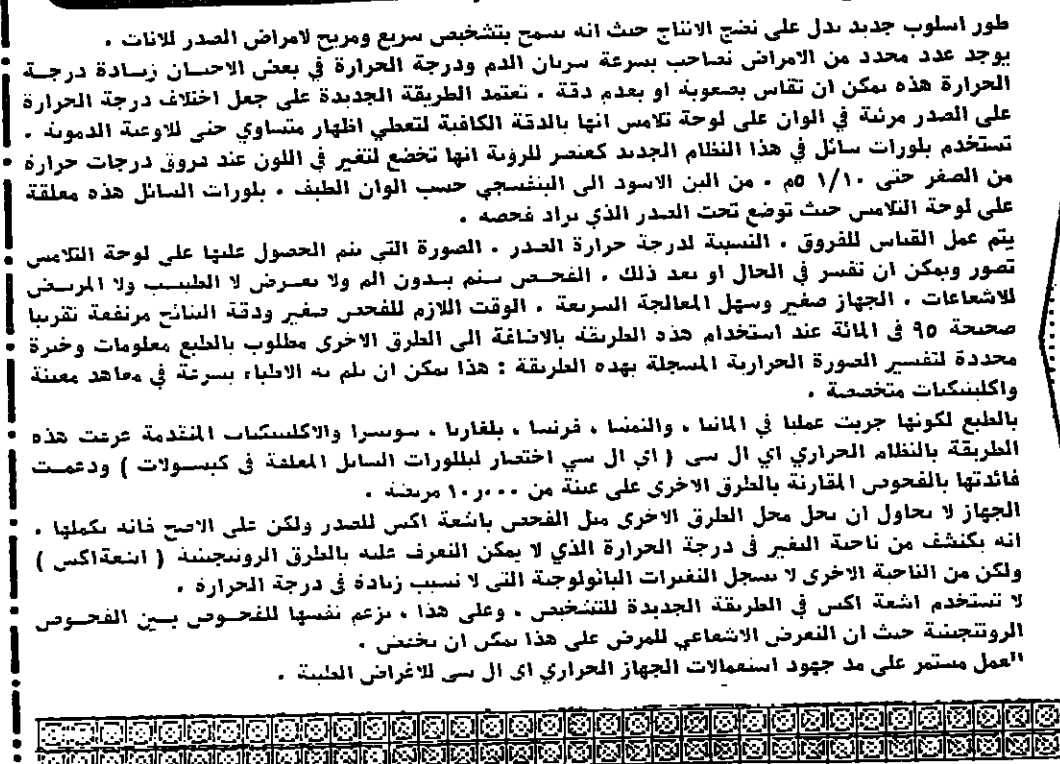 طور اسلوب جديد يدل على نضج الانتاج حيث انه يسمح بتشخيص سريع ومريح لامراض الصدر للاناث .
يوجد عدد محدد من الامراض تصاحب بسرعة سريان الدم ودرجة الحرارة في بعض الاحيان زيادة درجة
الحرارة هذه يمكن ان تقاس بصعوبة او بعدم دقة . تعتمد الطريقة الجديدة على جعل اختلاف درجة الحرارة
على الصدر مرئية في الوان على لوحة تلامس انها بالدقة الكافية لتعطي اظهار متساوي حتى للاوعية الدموية .
تستخدم بلورات سائل في هذا النظام الجديد كعنصر للرؤية انها تخضع لتغير في اللون عند فروق درجات حرارة
من الصفر حتى ١/١٠ ٥م . من البن الاسود الى البنفسجي حسب الوان الطيف . بلورات السائل هذه معلقة
على لوحة التلامس حيث توضع تحت الصدر الذي يراد فحصه .
يتم عمل القياس للفروق . النسبة لدرجة حرارة الصدر . الصورة التي يتم الحصول عليها على لوحة التلامس
تصور ويمكن ان تفسر في الحال او بعد ذلك . الفحص يتم بدون الم ولا يعرض لا الطبيب ولا المريض
للاشعاعات . الجهاز صغير وسهل المعالجة السريعة . الوقت اللازم للفحص صغير ودقة النتائج مرتفعة تقريبا
صحيحة ٩٥ في المائة عند استخدام هذه الطريقة بالاضافة الى الطرق الاخرى مطلوب بالطبع معلومات وخبرة
محددة لتفسير الصورة الحرارية المسجلة بهده الطريقة : هذا يمكن ان يلم به الاطباء بسرعة في معاهد معينة
واكلينيكيات متخصصة .
بالطبع لكونها جربت عمليا في المانيا ، والنمسا ، فرنسا ، بلغاريا ، سويسرا والاكلينيكيات المتقدمة عرفت هذه
الطريقة بالنظام الحراري اي ال سي ( اي ال سي اختصار لبللورات السائل المعلقة في كبسولات ) ودعمت
فائدتها بالفحوص المقارنة بالطرق الاخرى على عينة من ١٠٫٠٠٠ مريضة .
الجهاز لا يحاول ان يحل محل الطرق الاخرى مثل الفحص باشعة اكس للصدر ولكن على الاصح فانه يكملها .
انه يكتشف من ناحية التغير في درجة الحرارة الذي لا يمكن التعرف عليه بالطرق الرونيجينية ( اشعةاكس )
ولكن من الناحية الاخرى لا يسجل التغيرات الباثولوجية التي لا تسبب زيادة في درجة الحرارة .
لا تستخدم اشعة اكس في الطريقة الجديدة للتشخيص . وعلى هذا ، تزعم نفسها للفحوص بين الفحوص
الرونتجينية حيث ان التعرض الاشعاعي للمرض على هذا يمكن ان يختفى .
العمل مستمر على مد جهود استعمالات الجهاز الحراري اي ال سي للاغراض الطبية .